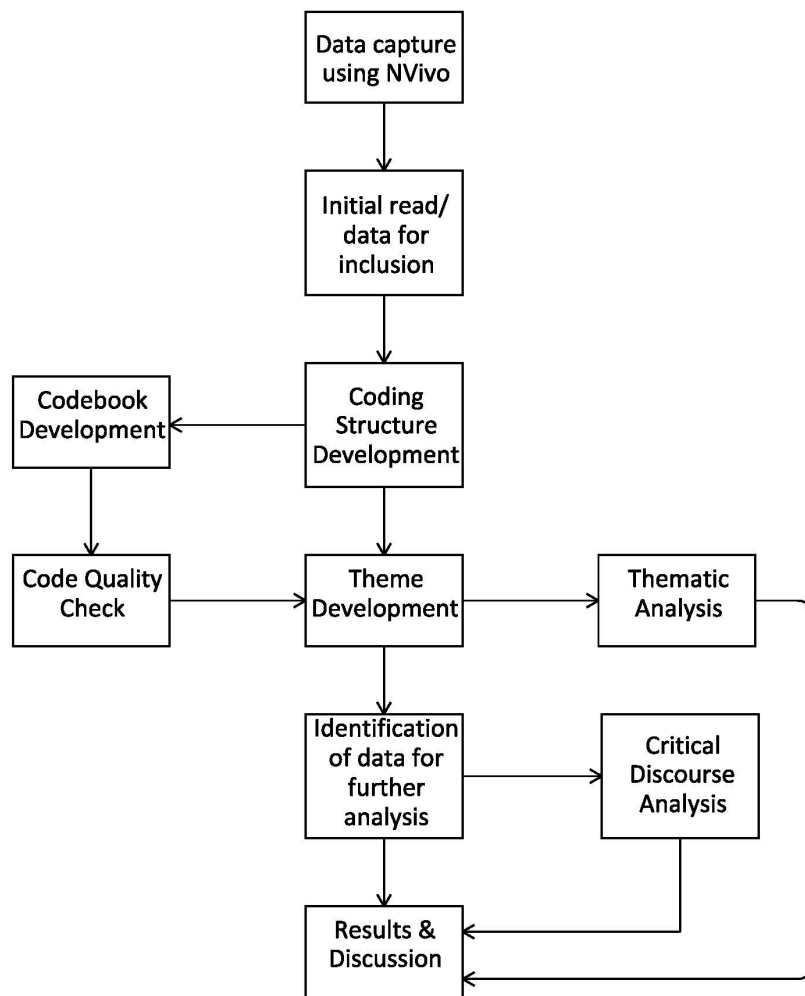 Data capture
using NVivo
Initial read/
data for
inclusion
Codebook
Development
Coding
Structure
Development
Code Quality
Check
Theme
Development
Thematic
Analysis
Identification
of data for
further
analysis
Critical
Discourse
Analysis
Results &
Discussion